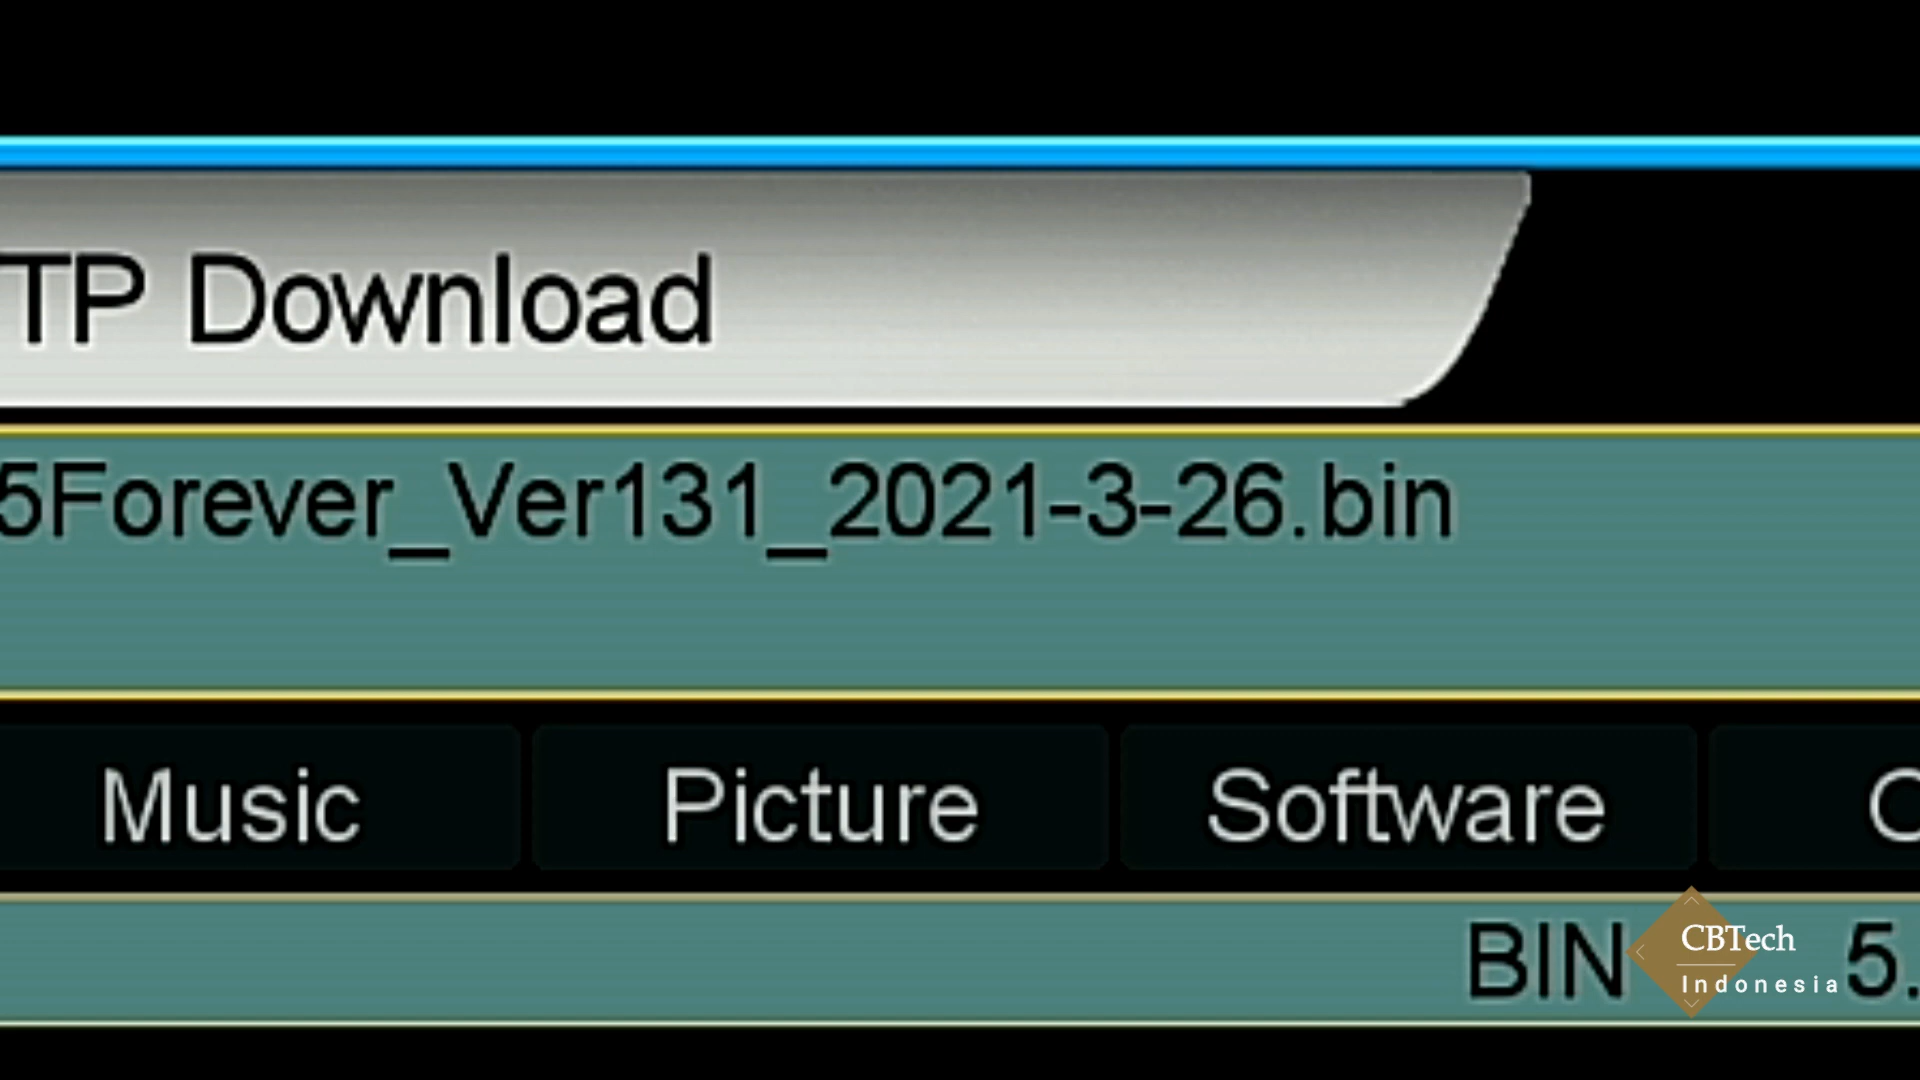 TP Download
5Forever_Ver131_2021-3-26.bin
Music Picture Software
BIN 5.
CBTech
Indonesia